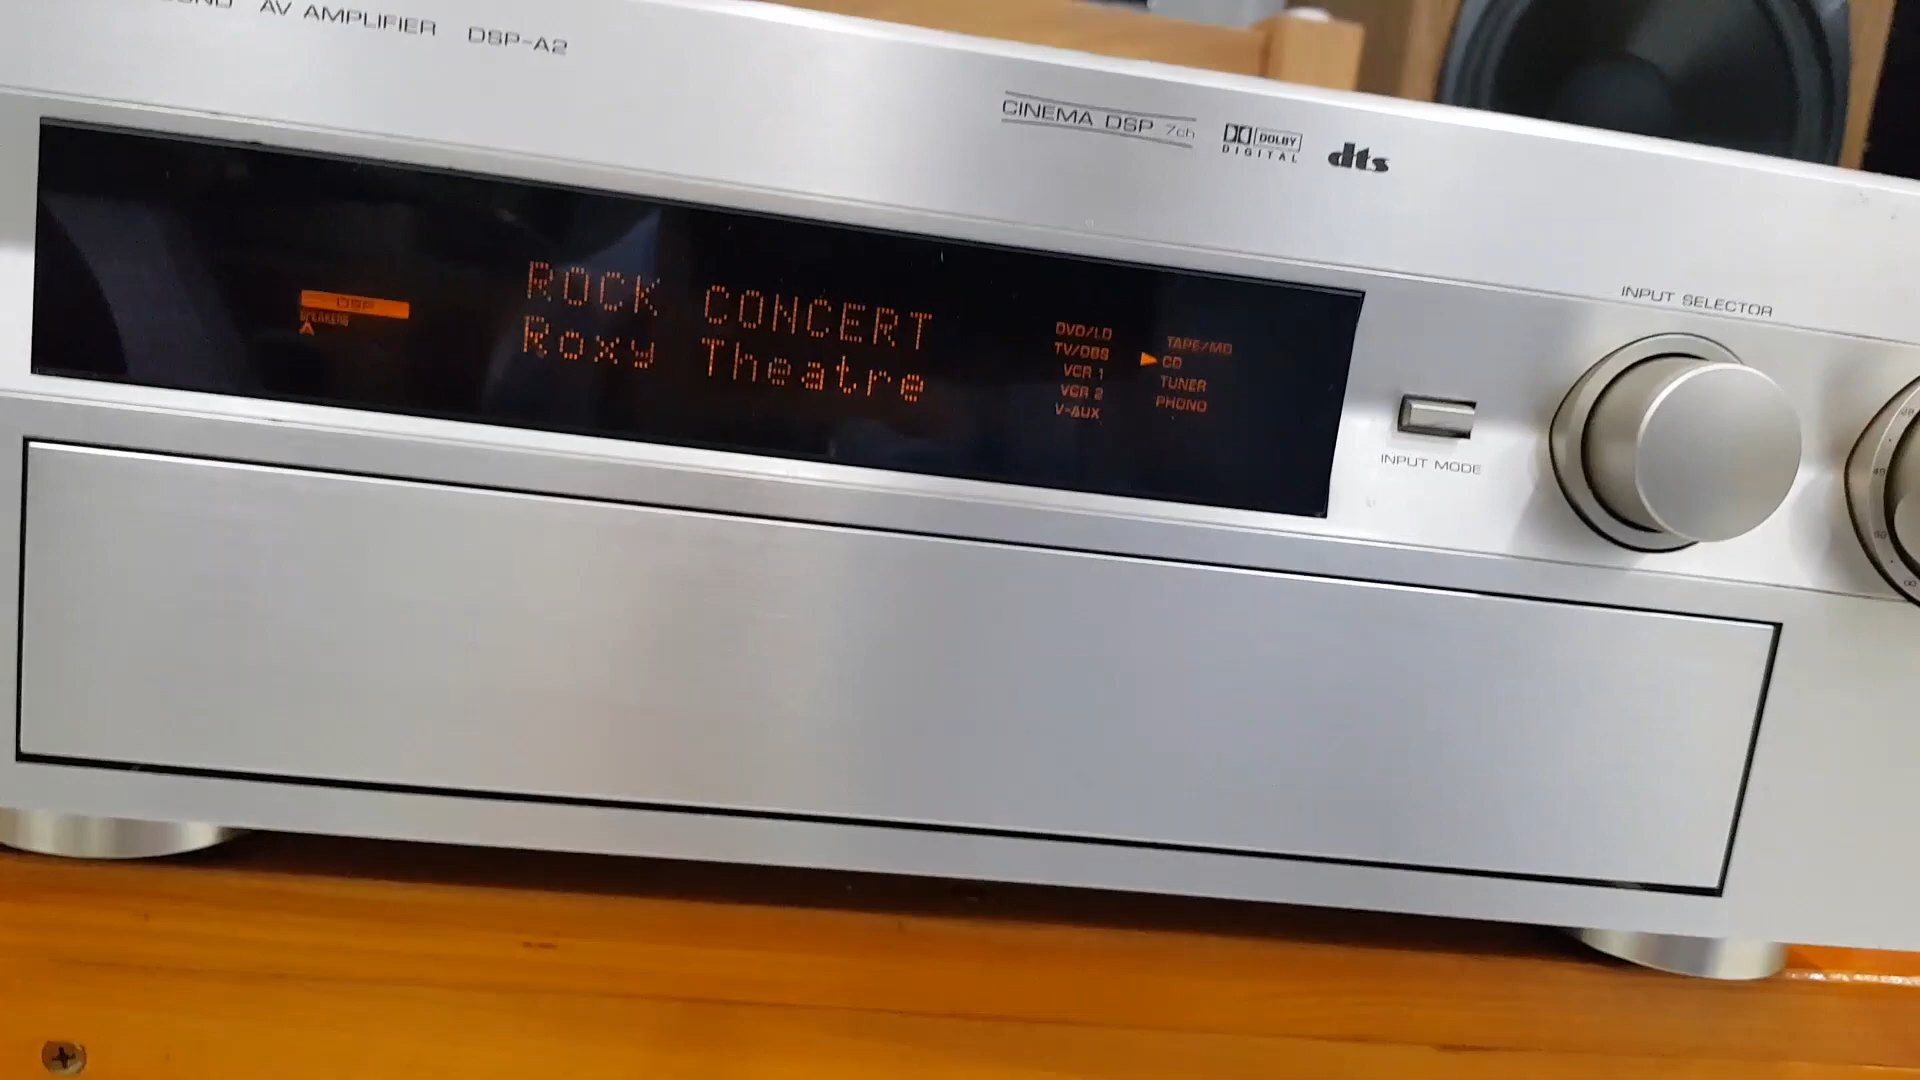 AV AMPLIFIER DSP-A2
CINEMA DSP 7ch
DOLBY
DIGITAL
dts
DSP
SPEAKERS
A
ROCK CONCERT
Roxy Theatre
DVD/LD
TV/DBS
VCR 1
VCR 2
V-AUX
TAPE/MD
CD
TUNER
PHONO
INPUT MODE
INPUT SELECTOR